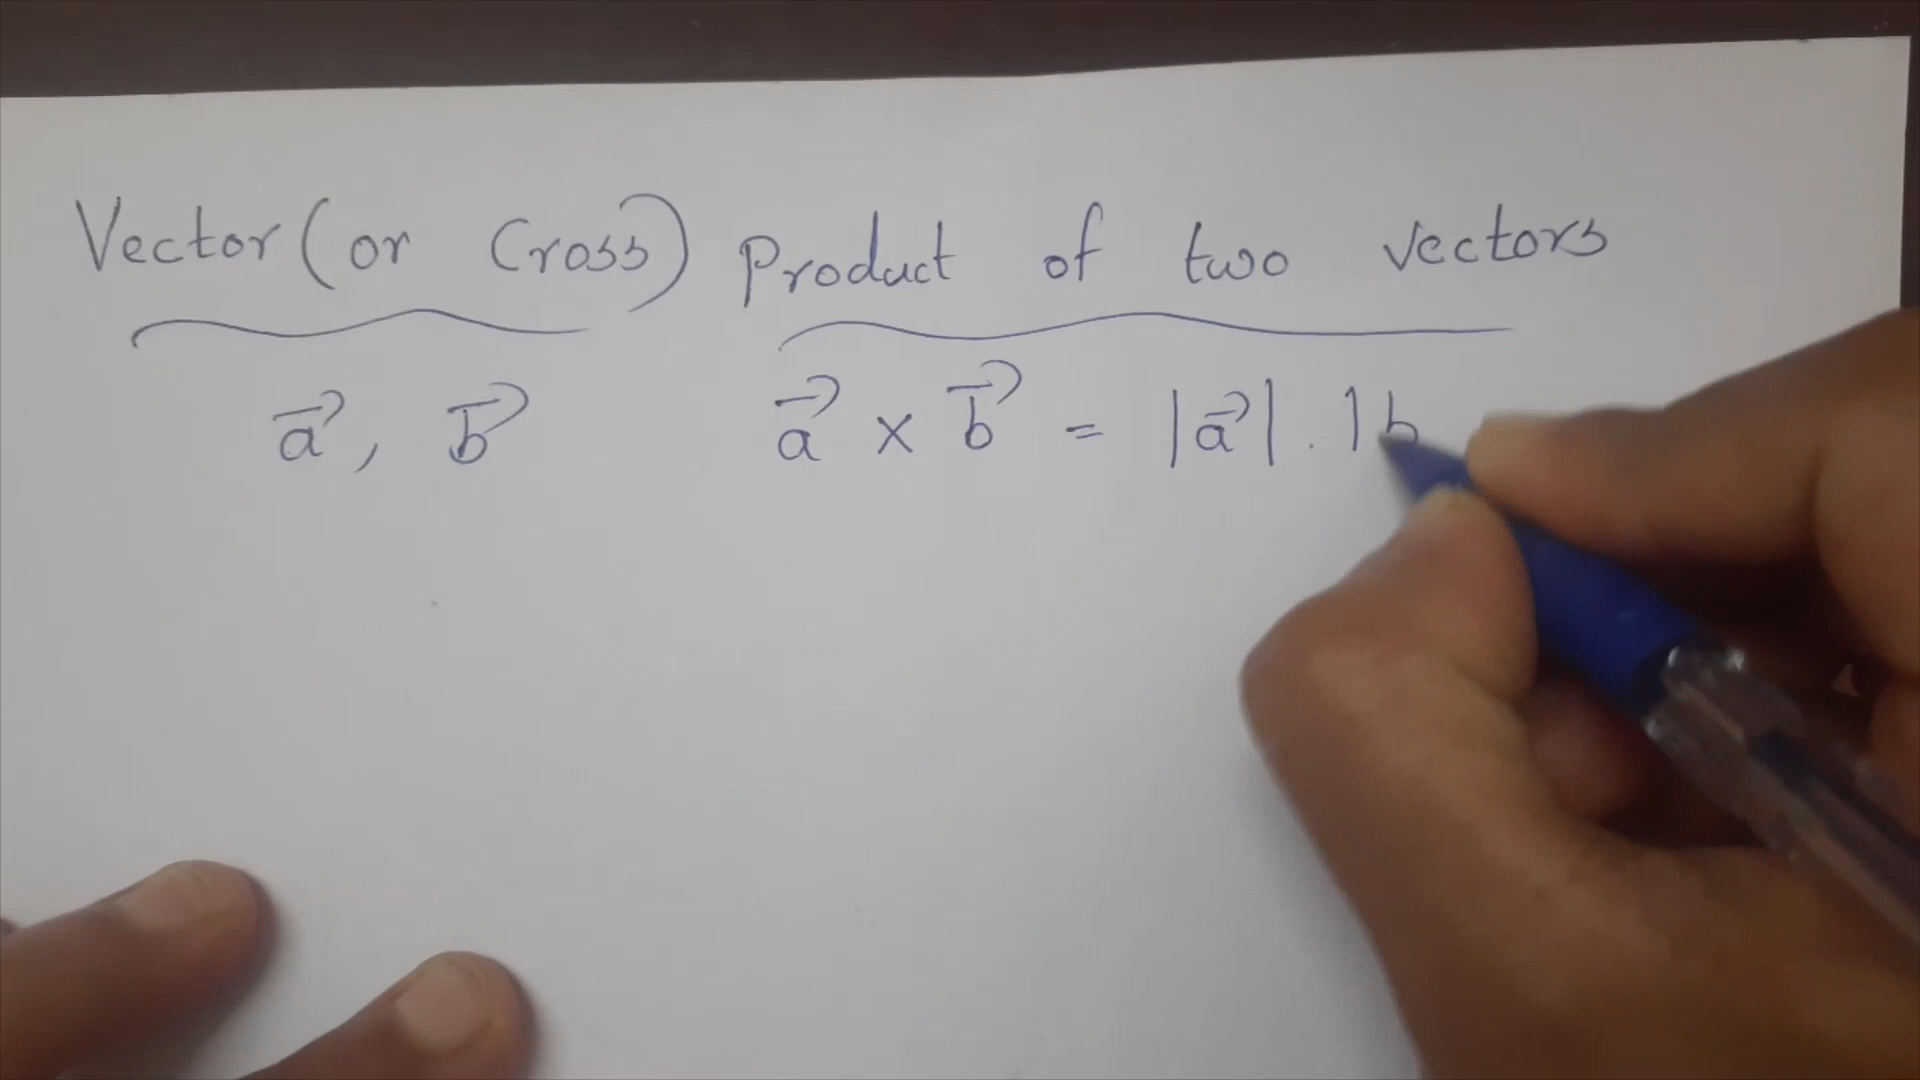 Vector (or Cross) Product of two vectors
a⃗, b⃗ a⃗ × b⃗ = |a⃗| . |b